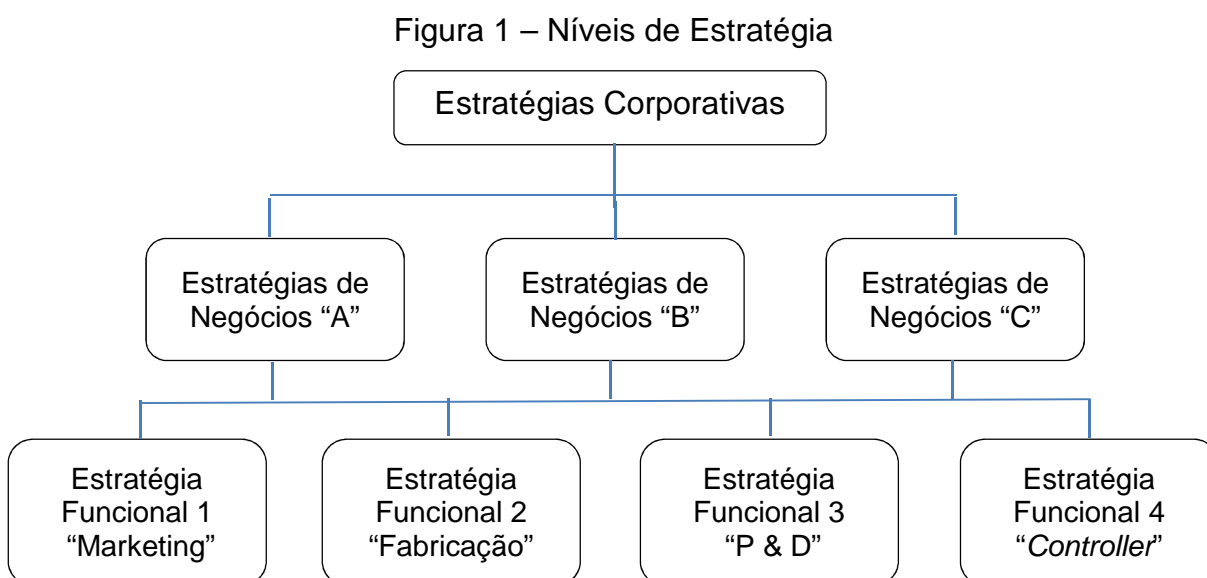 Figura 1 – Níveis de Estratégia
Estratégias Corporativas
Estratégias de
Negócios “A”
Estratégias de
Negócios “B”
Estratégias de
Negócios “C”
Estratégia
Funcional 1
“Marketing”
Estratégia
Funcional 2
“Fabricação”
Estratégia
Funcional 3
“P & D”
Estratégia
Funcional 4
“Controller”